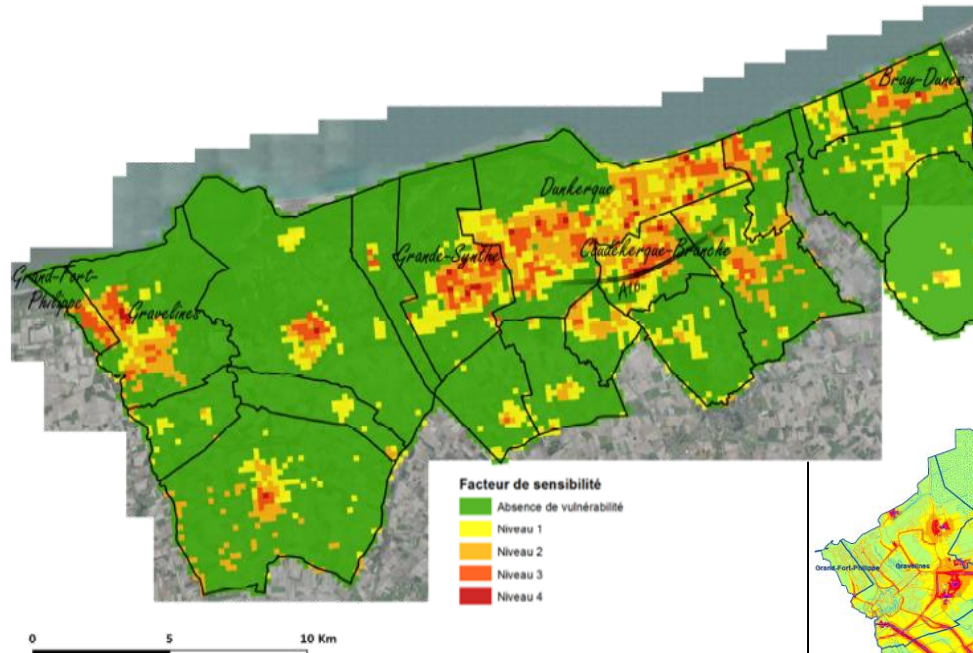 Bray-Dunes
Dunkerque
Grande-Synthe
Coudekerque-Branche
A16
Grand-Fort-
Philippe
Gravelines
Facteur de sensibilité
Absence de vulnérabilité
Niveau 1
Niveau 2
Niveau 3
Niveau 4
0 5 10 Km
Grand-Fort-Philippe
Gravelines